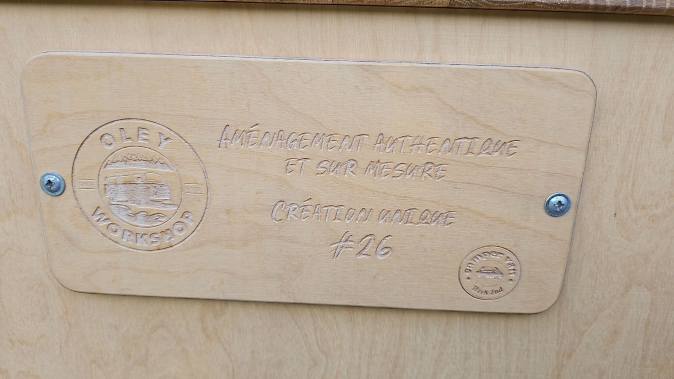 OLEY
WORKSHOP
AMÉNAGEMENT AUTHENTIQUE
ET SUR MESURE
CRÉATION UNIQUE
#26